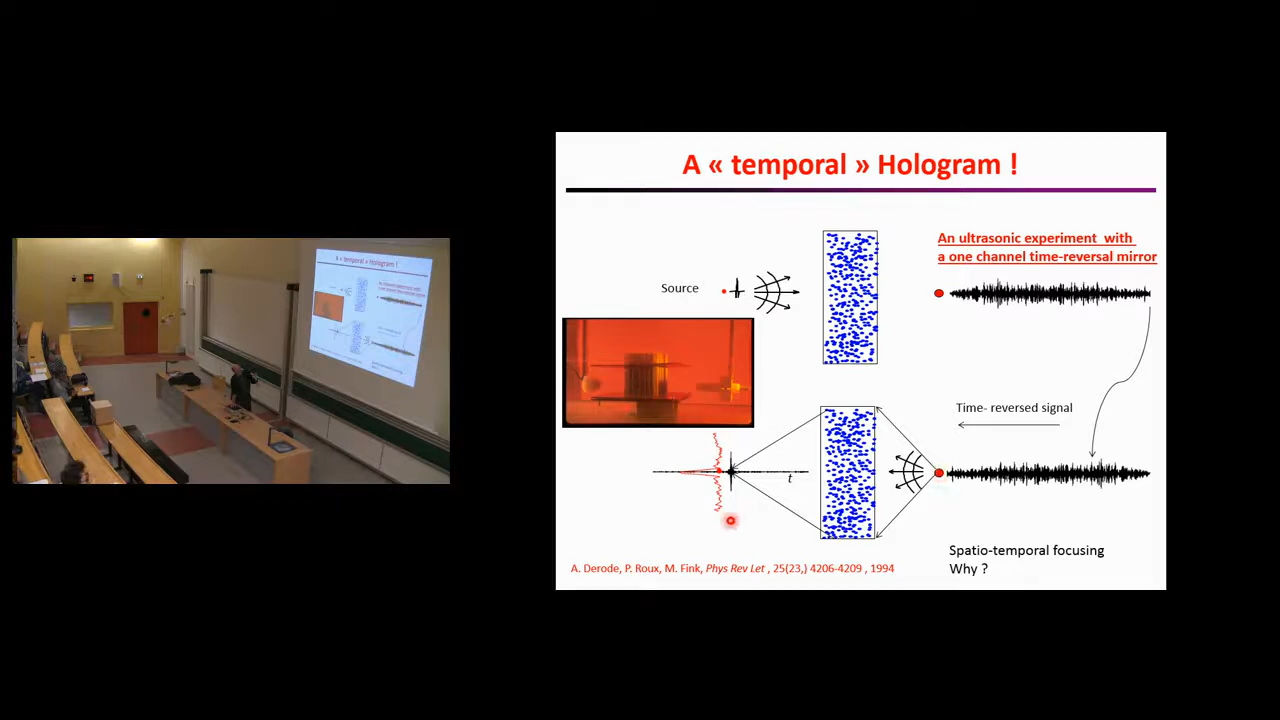 A « temporal » Hologram !
An ultrasonic experiment with
a one channel time-reversal mirror
Source
Time- reversed signal
t
Spatio-temporal focusing
Why ?
A. Derode, P. Roux, M. Fink, Phys Rev Let , 25(23,) 4206-4209 , 1994